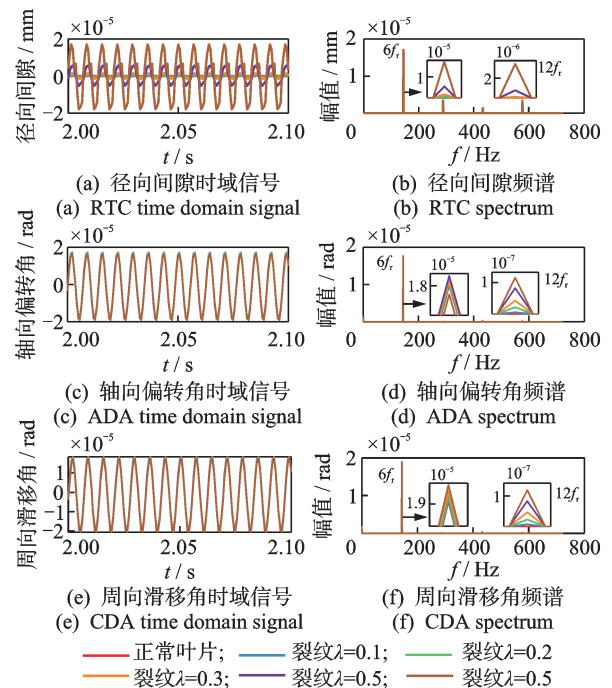 ×10⁻⁵
径向间隙 / mm
2
0
−2
2.00 2.05 2.10
t / s
(a) 径向间隙时域信号
(a) RTC time domain signal
×10⁻⁵
幅值 / mm
2
1
0
6fr
10⁻⁵
1
10⁻⁶
2
12fr
200 400 600 800
f / Hz
(b) 径向间隙频谱
(b) RTC spectrum
×10⁻⁵
轴向偏转角 / rad
2
0
−2
2.00 2.05 2.10
t / s
(c) 轴向偏转角时域信号
(c) ADA time domain signal
×10⁻⁵
幅值 / rad
2
1
0
6fr
10⁻⁵
1.8
10⁻⁷
1
12fr
200 400 600 800
f / Hz
(d) 轴向偏转角频谱
(d) ADA spectrum
×10⁻⁵
周向滑移角 / rad
1
0
−1
−2
2.00 2.05 2.10
t / s
(e) 周向滑移角时域信号
(e) CDA time domain signal
×10⁻⁵
幅值 / rad
2
1
0
6fr
10⁻⁵
1.9
10⁻⁷
1
12fr
200 400 600 800
f / Hz
(f) 周向滑移角频谱
(f) CDA spectrum
正常叶片; 裂纹λ=0.1; 裂纹λ=0.2
裂纹λ=0.3; 裂纹λ=0.5; 裂纹λ=0.5